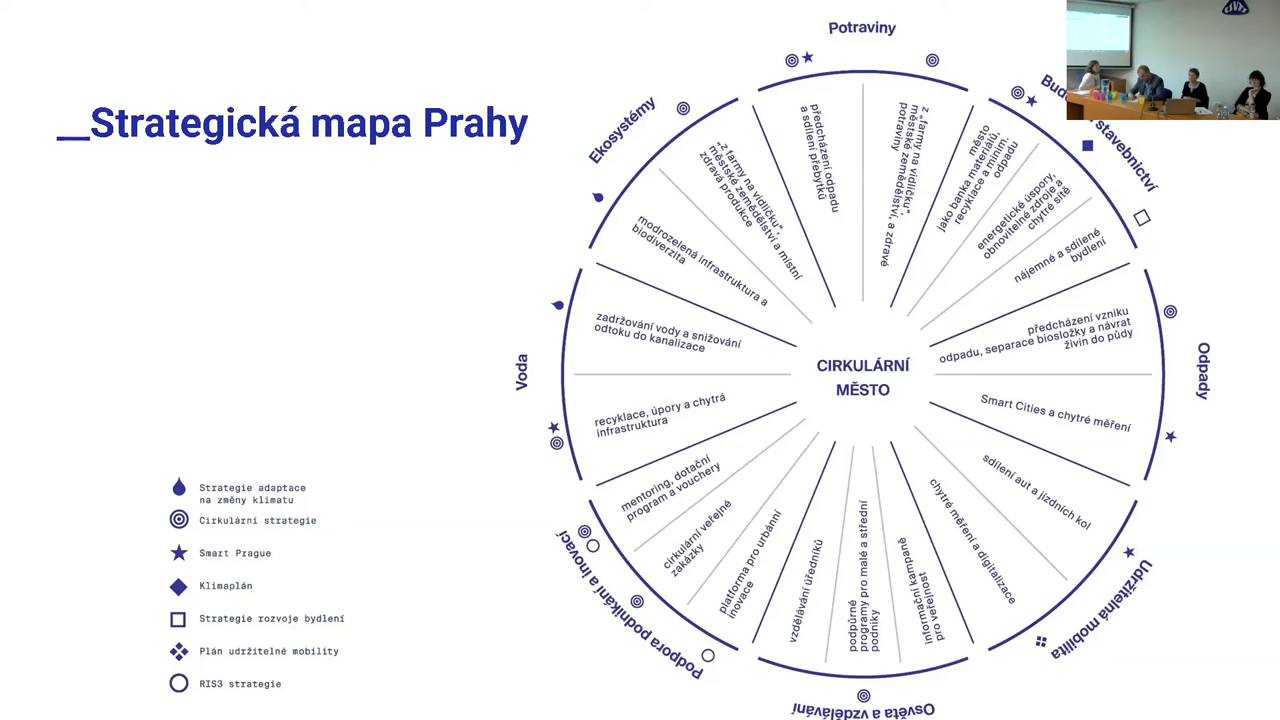 __Strategická mapa Prahy
Potraviny
předcházení odpadu
a sdílení přebytků
z „farmy na vidličku“,
městské zemědělství, a zdravé
potraviny
stavebnictví
město
jako banka materiálů,
recyklace a minim.
odpadu
energetické úspory,
obnovitelné zdroje a
chytré sítě
nájemné a sdílené
bydlení
Odpady
předcházení vzniku
odpadu, separace biosložky a návrat
živin do půdy
Smart Cities a chytré měření
Udržitelná mobilita
sdílení aut a jízdních kol
chytré měření a digitalizace
Osvěta a vzdělávání
informační kampaně
pro veřejnost
podpůrné
programy pro malé a střední
podniky
vzdělávání úředníků
Podpora podnikání a inovací
platforma pro urbánní
inovace
cirkulární veřejné
zakázky
mentoring, dotační
program a vouchery
Voda
recyklace, úpory a chytrá
infrastruktura
zadržování vody a snižování
odtoku do kanalizace
Ekosystémy
modrozelená infrastruktura a
biodiverzita
„z farmy na vidličku“,
městské zemědělství a místní
zdravá produkce
CIRKULÁRNÍ
MĚSTO
Strategie adaptace
na změny klimatu
Cirkulární strategie
Smart Prague
Klimaplán
Strategie rozvoje bydlení
Plán udržitelné mobility
RIS3 strategie